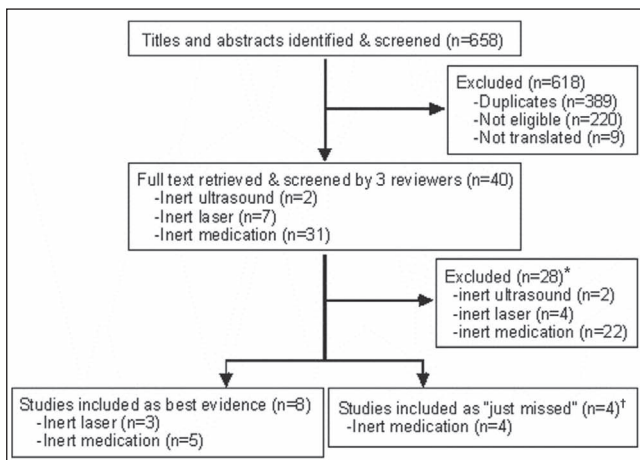 Titles and abstracts identified & screened (n=658)
Excluded (n=618)
-Duplicates (n=389)
-Not eligible (n=220)
-Not translated (n=9)
Full text retrieved & screened by 3 reviewers (n=40)
-Inert ultrasound (n=2)
-Inert laser (n=7)
-Inert medication (n=31)
Excluded (n=28)*
-inert ultrasound (n=2)
-inert laser (n=4)
-inert medication (n=22)
Studies included as best evidence (n=8)
-Inert laser (n=3)
-Inert medication (n=5)
Studies included as "just missed" (n=4)†
-Inert medication (n=4)